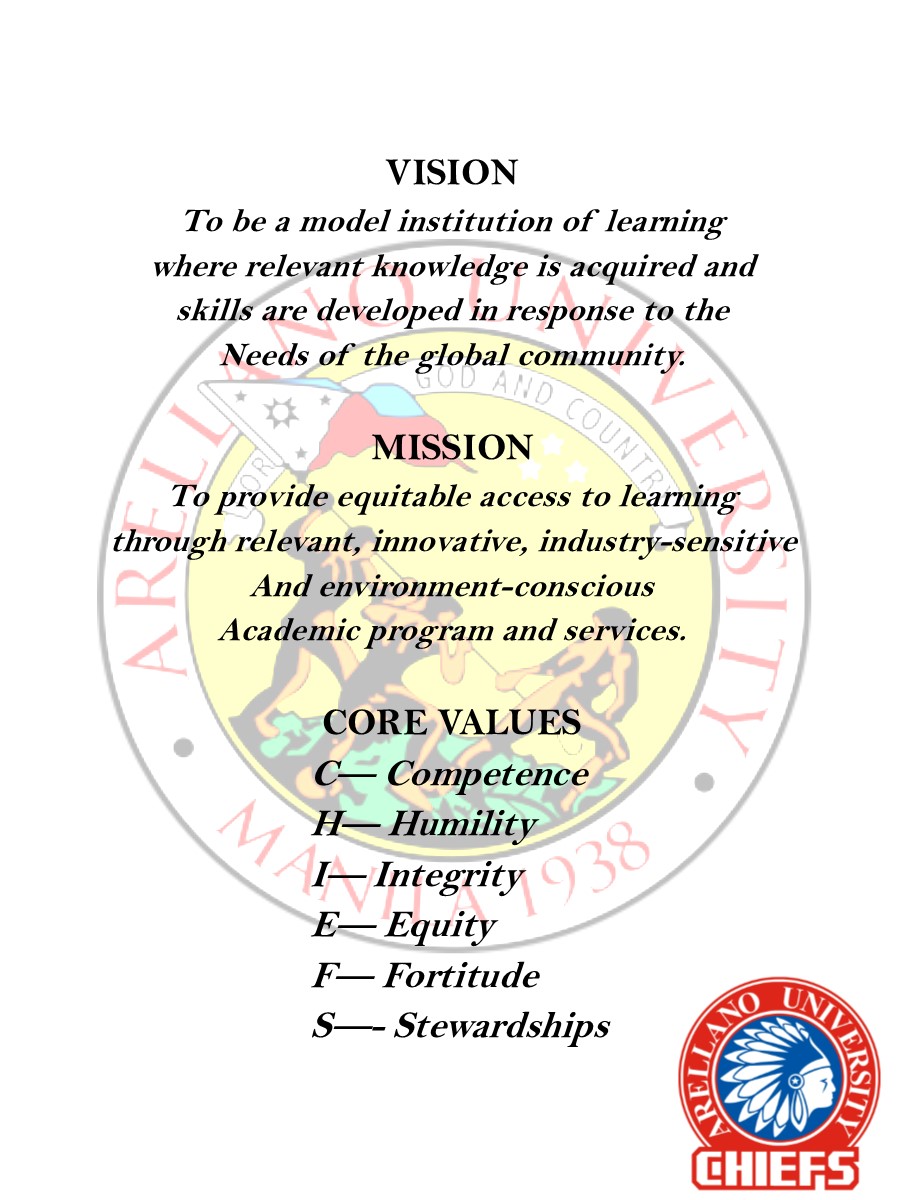 VISION
To be a model institution of learning
where relevant knowledge is acquired and
skills are developed in response to the
Needs of the global community.
MISSION
To provide equitable access to learning
through relevant, innovative, industry-sensitive
And environment-conscious
Academic program and services.
CORE VALUES
C— Competence
H— Humility
I— Integrity
E— Equity
F— Fortitude
S—- Stewardships
ARELLANO UNIVERSITY
FOR GOD AND COUNTRY
MANILA 1938
ARELLANO UNIVERSITY
CHIEFS